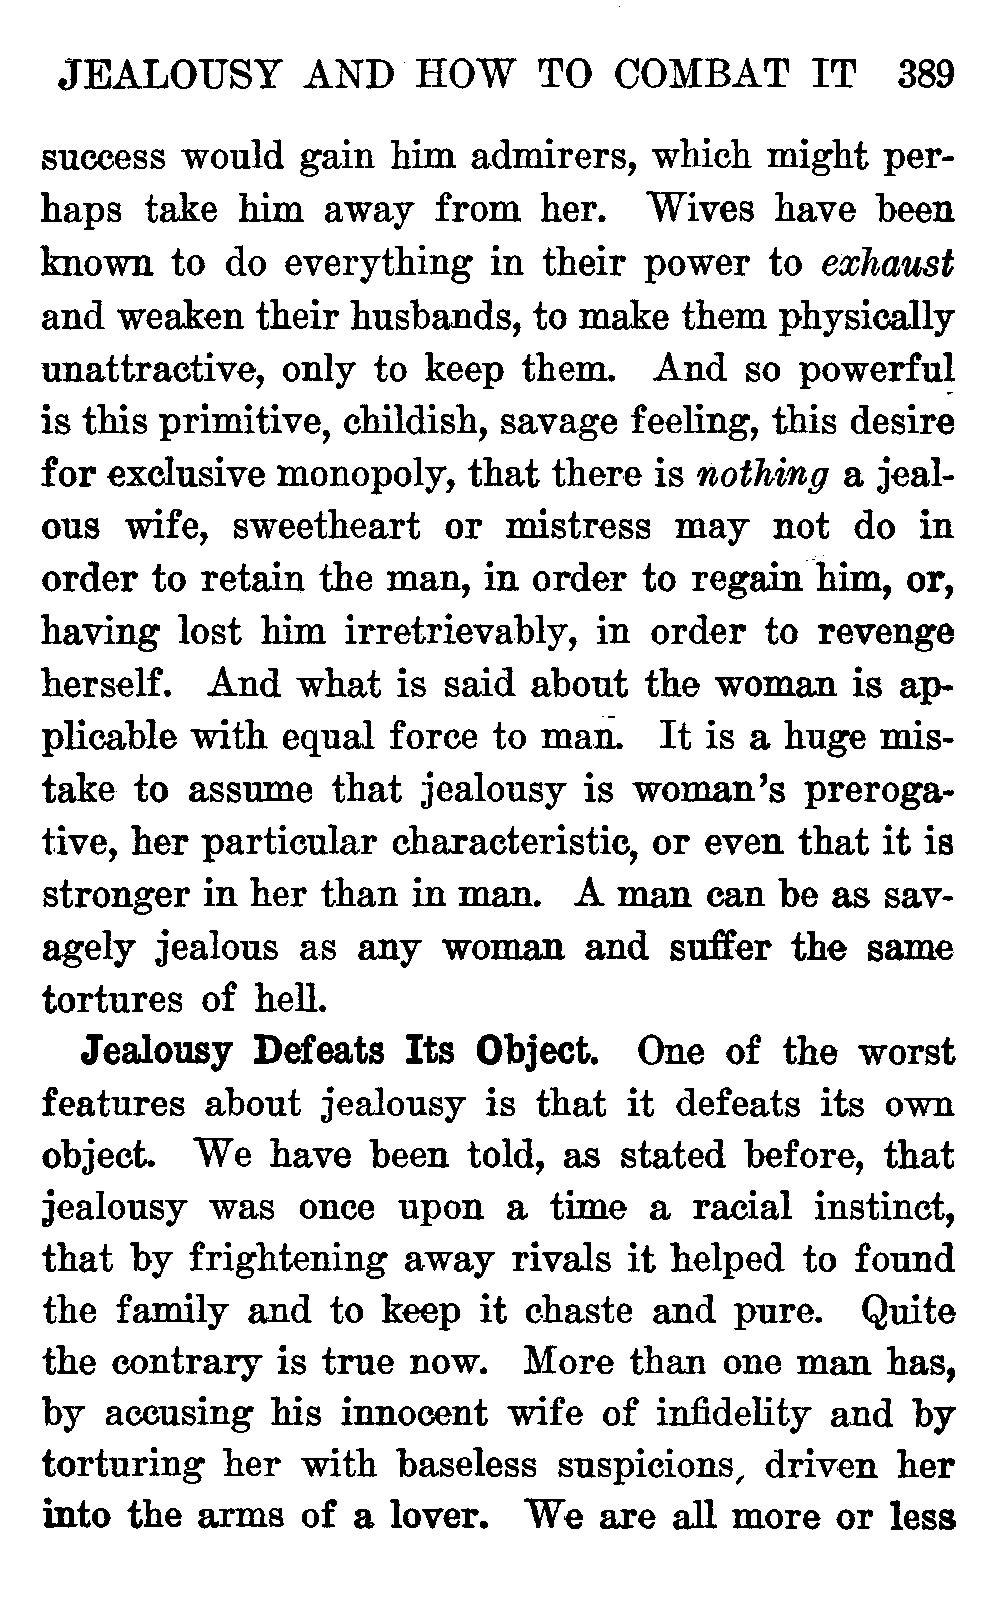 JEALOUSY AND HOW TO COMBAT IT 389
success would gain him admirers, which might per-
haps take him away from her. Wives have been
known to do everything in their power to exhaust
and weaken their husbands, to make them physically
unattractive, only to keep them. And so powerful
is this primitive, childish, savage feeling, this desire
for exclusive monopoly, that there is nothing a jeal-
ous wife, sweetheart or mistress may not do in
order to retain the man, in order to regain him, or,
having lost him irretrievably, in order to revenge
herself. And what is said about the woman is ap-
plicable with equal force to man. It is a huge mis-
take to assume that jealousy is woman's preroga-
tive, her particular characteristic, or even that it is
stronger in her than in man. A man can be as sav-
agely jealous as any woman and suffer the same
tortures of hell.
Jealousy Defeats Its Object. One of the worst
features about jealousy is that it defeats its own
object. We have been told, as stated before, that
jealousy was once upon a time a racial instinct,
that by frightening away rivals it helped to found
the family and to keep it chaste and pure. Quite
the contrary is true now. More than one man has,
by accusing his innocent wife of infidelity and by
torturing her with baseless suspicions, driven her
into the arms of a lover. We are all more or less